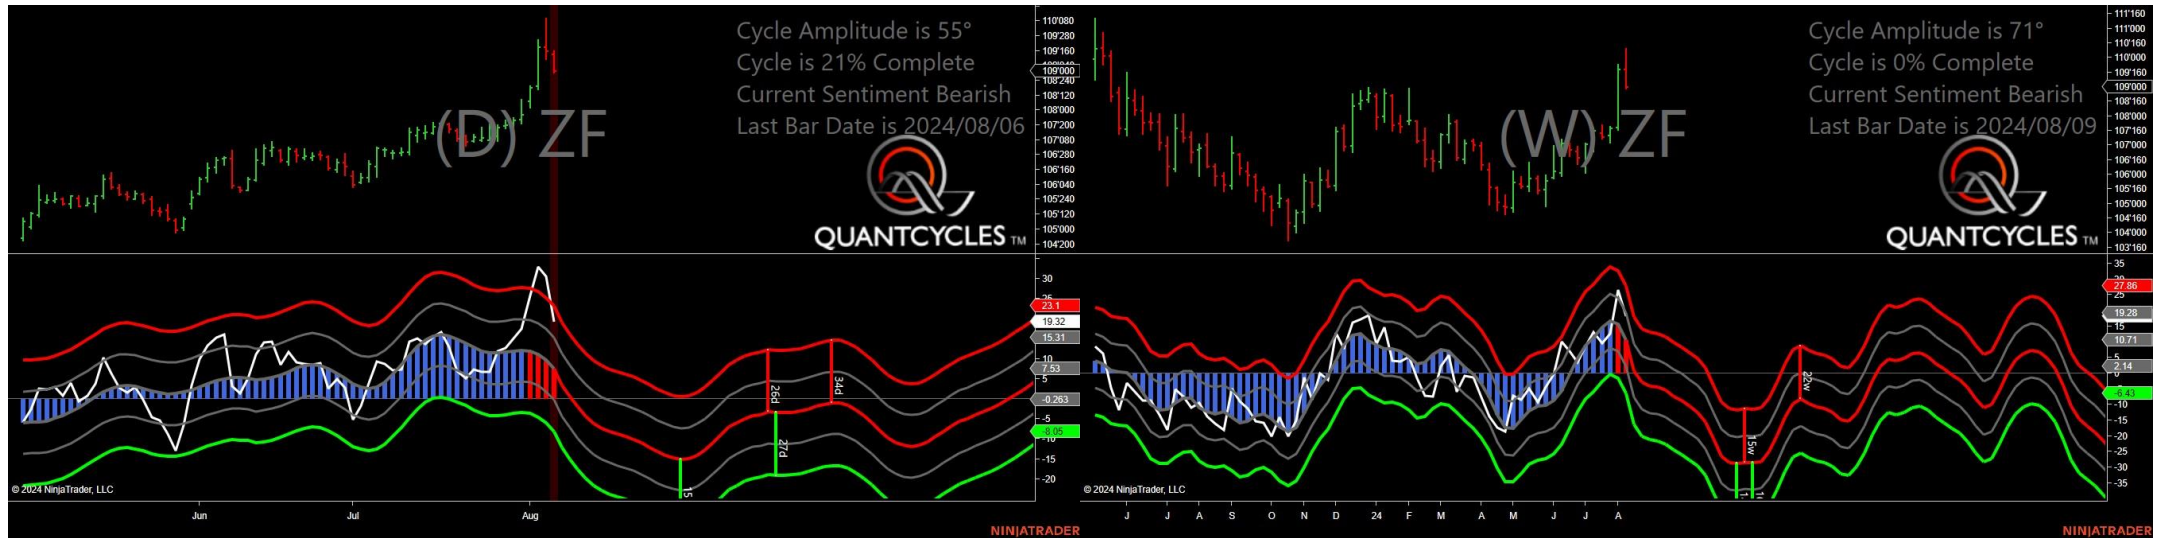 Cycle Amplitude is 55°
Cycle is 21% Complete
Current Sentiment Bearish
Last Bar Date is 2024/08/06
(D) ZF
QUANTCYCLES TM
110'080
109'280
109'160
109'000
108'240
108'120
108'000
107'200
107'080
106'280
106'160
106'040
105'240
105'120
105'000
104'200
30
23.1
19.32
15.31
10
7.53
5
-0.263
-5
-8.05
-10
-15
-20
26d
34d
27d
15
© 2024 NinjaTrader, LLC
Jun
Jul
Aug
NINJATRADER
Cycle Amplitude is 71°
Cycle is 0% Complete
Current Sentiment Bearish
Last Bar Date is 2024/08/09
(W) ZF
QUANTCYCLES TM
111'160
111'000
110'160
110'000
109'160
109'000
108'160
108'000
107'160
107'000
106'160
106'000
105'160
105'000
104'160
104'000
103'160
35
27.86
25
19.28
15
10.71
5
2.14
0
-6.43
-10
-15
-20
-25
-30
-35
22w
15w
© 2024 NinjaTrader, LLC
J
J
A
S
O
N
D
24
F
M
A
M
J
J
A
NINJATRADER